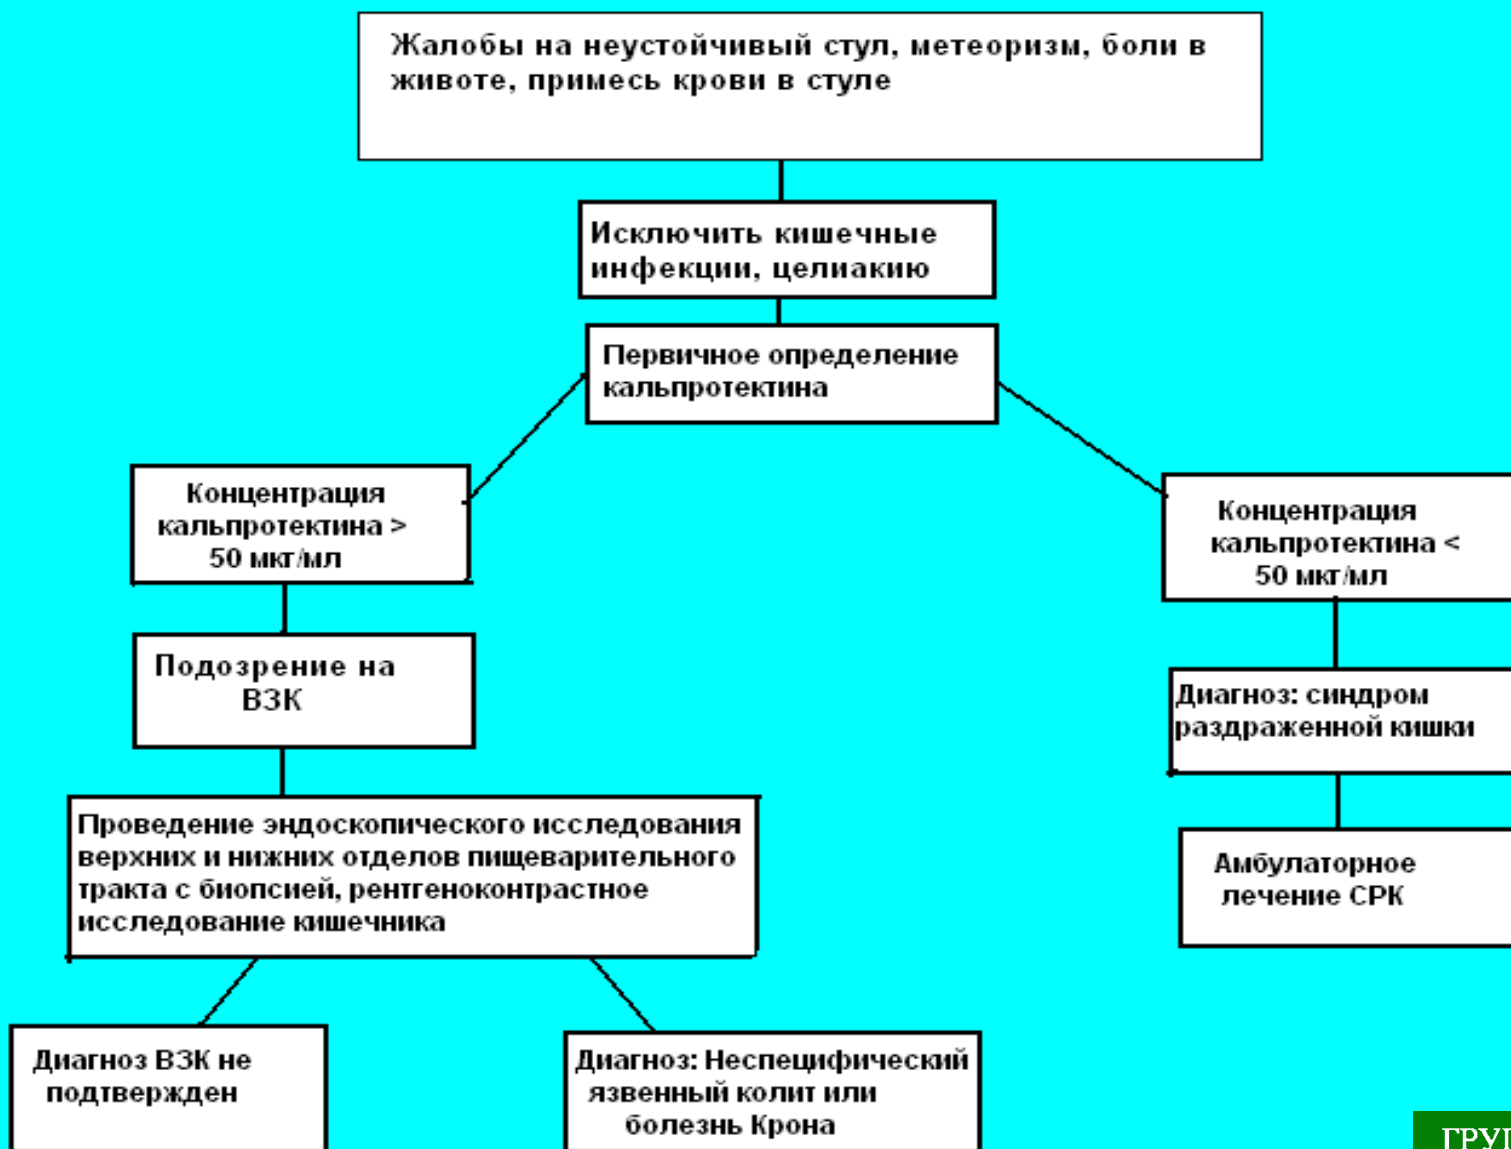 Жалобы на неустойчивый стул, метеоризм, боли в
животе, примесь крови в стуле
Исключить кишечные
инфекции, целиакию
Первичное определение
кальпротектина
Концентрация
кальпротектина >
50 мкт/мл
Концентрация
кальпротектина <
50 мкт/мл
Подозрение на
ВЗК
Диагноз: синдром
раздраженной кишки
Проведение эндоскопического исследования
верхних и нижних отделов пищеварительного
тракта с биопсией, рентгеноконтрастное
исследование кишечника
Амбулаторное
лечение СРК
Диагноз ВЗК не
подтвержден
Диагноз: Неспецифический
язвенный колит или
болезнь Крона